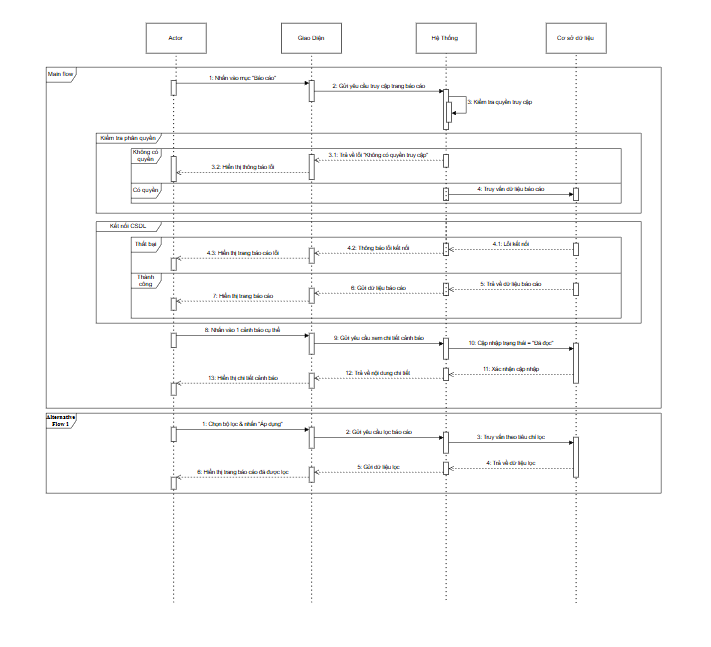 Actor
Giao Diện
Hệ Thống
Cơ sở dữ liệu
Main flow
1: Nhấn vào mục "Báo cáo"
2: Gửi yêu cầu truy cập trang báo cáo
3: Kiểm tra quyền truy cập
Kiểm tra phân quyền
Không có
quyền
3.1: Trả về lỗi "Không có quyền truy cập"
3.2: Hiển thị thông báo lỗi
Có quyền
4: Truy vấn dữ liệu báo cáo
Kết nối CSDL
Thất bại
4.1: Lỗi kết nối
4.2: Thông báo lỗi kết nối
4.3: Hiển thị trang báo cáo lỗi
Thành
công
5: Trả về dữ liệu báo cáo
6: Gửi dữ liệu báo cáo
7: Hiển thị trang báo cáo
8: Nhấn vào 1 cảnh báo cụ thể
9: Gửi yêu cầu xem chi tiết cảnh báo
10: Cập nhập trạng thái = "Đã đọc"
11: Xác nhận cập nhập
12: Trả về nội dung chi tiết
13: Hiển thị chi tiết cảnh báo
Alternative
Flow 1
1: Chọn bộ lọc & nhấn "Áp dụng"
2: Gửi yêu cầu lọc báo cáo
3: Truy vấn theo tiêu chí lọc
4: Trả về dữ liệu lọc
5: Gửi dữ liệu lọc
6: Hiển thị trang báo cáo đã được lọc